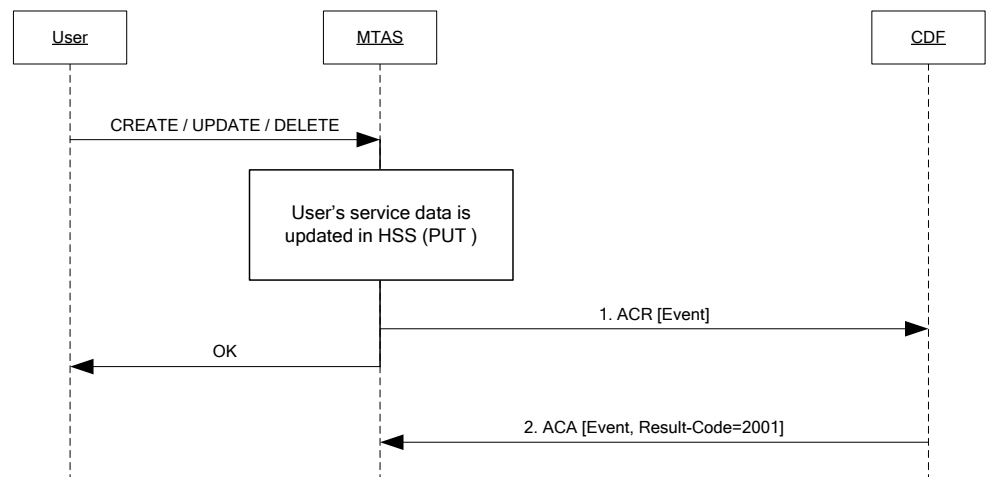 User
MTAS
CDF
CREATE / UPDATE / DELETE
User's service data is
updated in HSS (PUT )
1. ACR [Event]
OK
2. ACA [Event, Result-Code=2001]